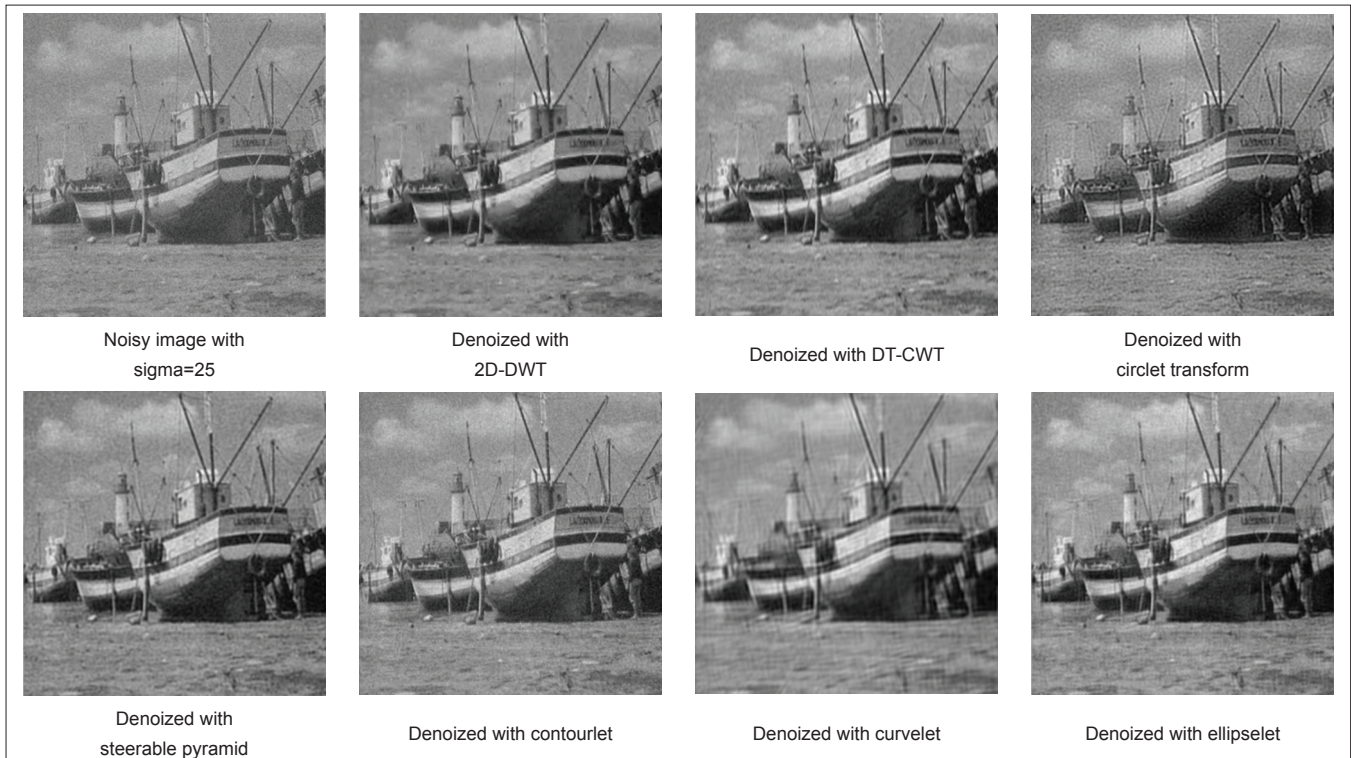 Noisy image with
sigma=25
Denoized with
2D-DWT
Denoized with DT-CWT
Denoized with
circlet transform
Denoized with
steerable pyramid
Denoized with contourlet
Denoized with curvelet
Denoized with ellipselet